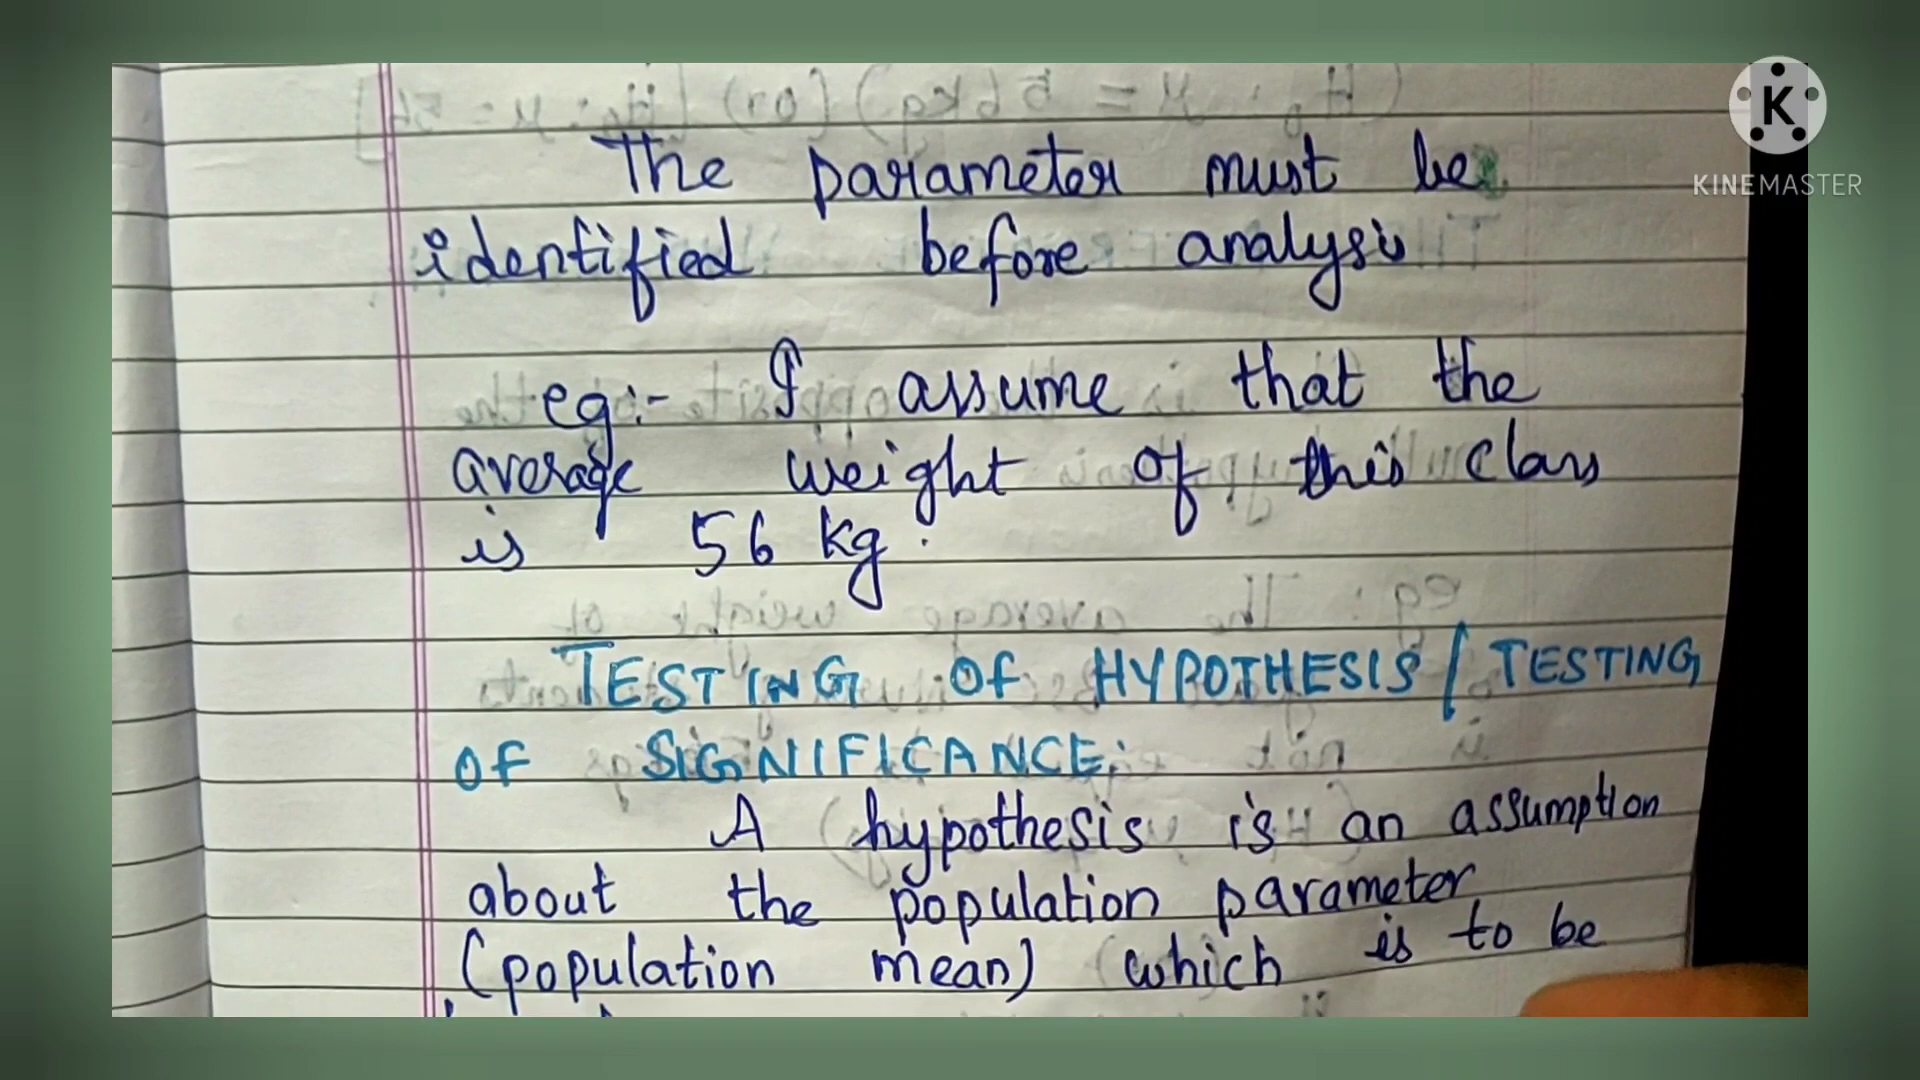 The parameter must be
identified before analysis
eg:- I assume that the
average weight of this class
is 56 kg.
TESTING OF HYPOTHESIS / TESTING
OF SIGNIFICANCE:
A hypothesis is an assumption
about the population parameter
(population mean) which is to be
K
KINEMASTER